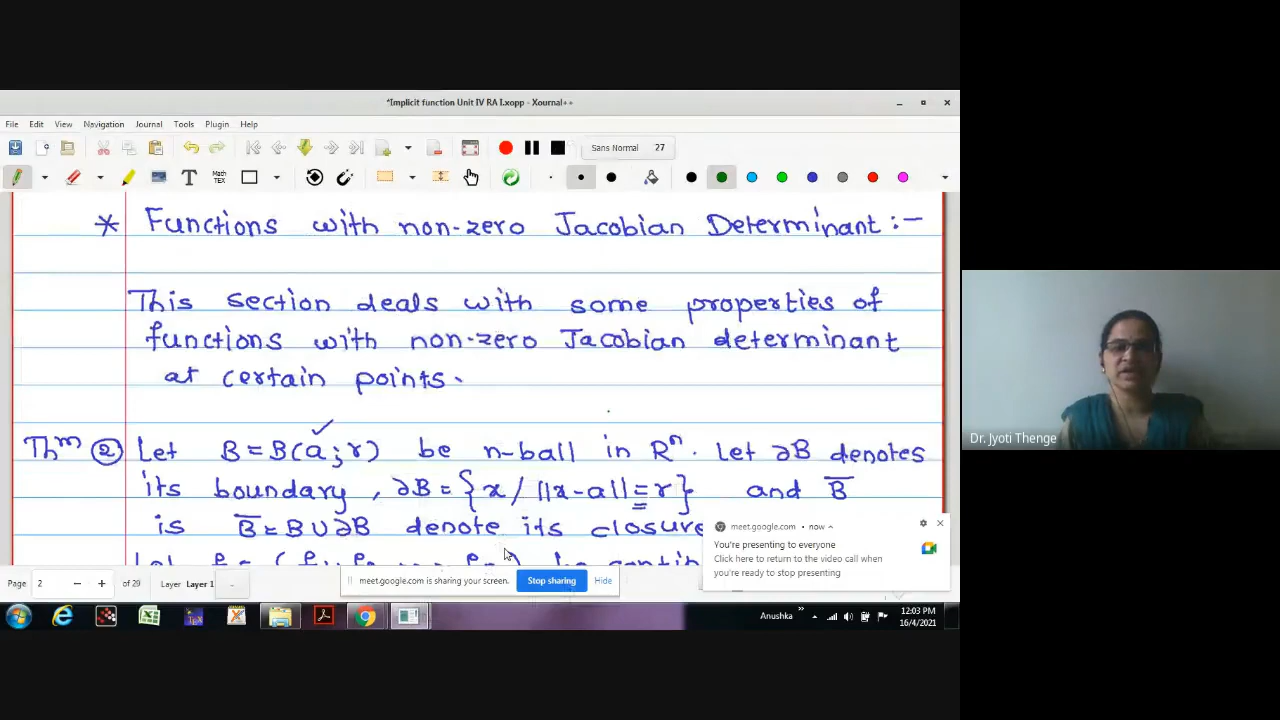 *Implicit function Unit IV RA I.xopp - Xournal++
File Edit View Navigation Journal Tools Plugin Help
Sans Normal 27
* Functions with non-zero Jacobian Determinant :-
This section deals with some properties of
functions with non-zero Jacobian determinant
at certain points.
Thm ② Let B = B(a; r) be n-ball in Rⁿ. Let ∂B denotes
its boundary, ∂B = {x / ||x-a|| = r} and B̅
is B̅ = B ∪ ∂B denote its closure
meet.google.com • now
You're presenting to everyone
Click here to return to the video call when
you're ready to stop presenting
Page 2 of 29 Layer Layer 1
meet.google.com is sharing your screen. Stop sharing Hide
Anushka
12:03 PM
16/4/2021
Dr. Jyoti Thenge